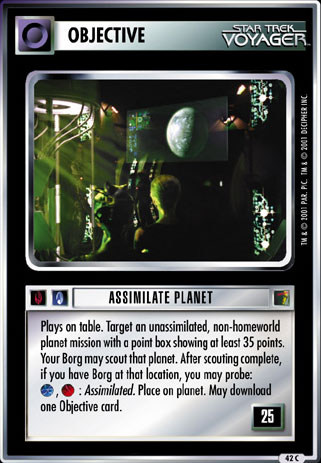 OBJECTIVE
STAR TREK
VOYAGER™
TM & © 2001 PAR. PIC. TM & © 2001 DECIPHER INC.
ASSIMILATE PLANET
Plays on table. Target an unassimilated, non-homeworld
planet mission with a point box showing at least 35 points.
Your Borg may scout that planet. After scouting complete,
if you have Borg at that location, you may probe:
, : Assimilated. Place on planet. May download
one Objective card.
25
42 C